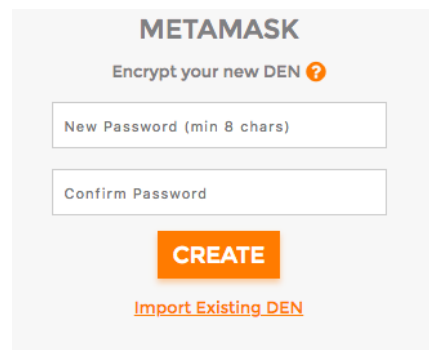 METAMASK
Encrypt your new DEN ?
New Password (min 8 chars)
Confirm Password
CREATE
Import Existing DEN